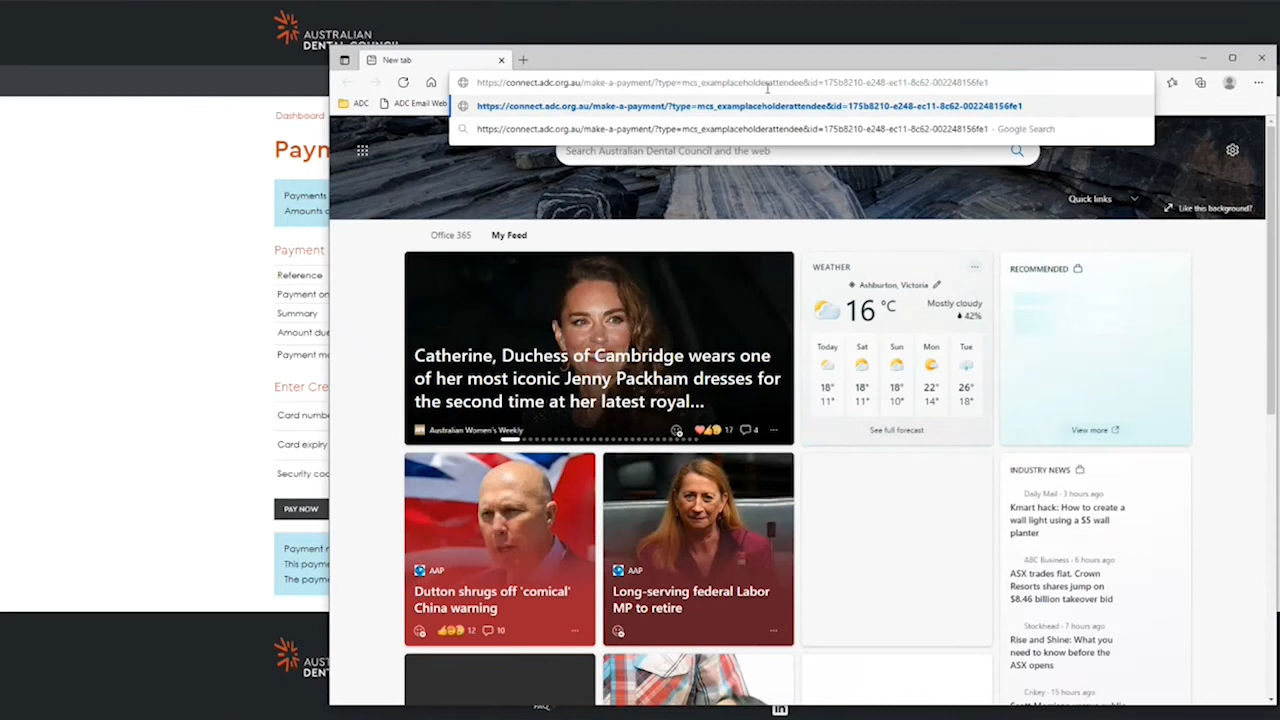 AUSTRALIAN
DENTAL COUNCIL
New tab
https://connect.adc.org.au/make-a-payment/?type=mcs_examplaceholderattendee&id=175b8210-e248-ec11-8c62-002248156fe1
ADC
ADC Email Web
https://connect.adc.org.au/make-a-payment/?type=mcs_examplaceholderattendee&id=175b8210-e248-ec11-8c62-002248156fe1
https://connect.adc.org.au/make-a-payment/?type=mcs_examplaceholderattendee&id=175b8210-e248-ec11-8c62-002248156fe1 - Google Search
Search Australian Dental Council and the web
Quick links
Like this background?
Dashboard
Paym
Payments
Amounts
Payment
Reference
Payment on
Summary
Amount due
Payment m
Enter Cre
Card numbe
Card expiry
Security co
PAY NOW
Payment
This payme
The payme
Office 365
My Feed
Catherine, Duchess of Cambridge wears one
of her most iconic Jenny Packham dresses for
the second time at her latest royal...
Australian Women's Weekly
17
4
WEATHER
Ashburton, Victoria
16 °C
Mostly cloudy
42%
Today Sat Sun Mon Tue
18° 18° 18° 22° 26°
11° 11° 10° 14° 18°
See full forecast
RECOMMENDED
View more
AAP
Dutton shrugs off 'comical'
China warning
12
10
AAP
Long-serving federal Labor
MP to retire
INDUSTRY NEWS
Daily Mail - 3 hours ago
Kmart hack: How to create a
wall light using a $5 wall
planter
ABC Business - 6 hours ago
ASX trades flat, Crown
Resorts shares jump on
$8.46 billion takeover bid
Stockhead - 7 hours ago
Rise and Shine: What you
need to know before the
ASX opens
Crikey - 15 hours ago
AUST
DENT
FAQ
in